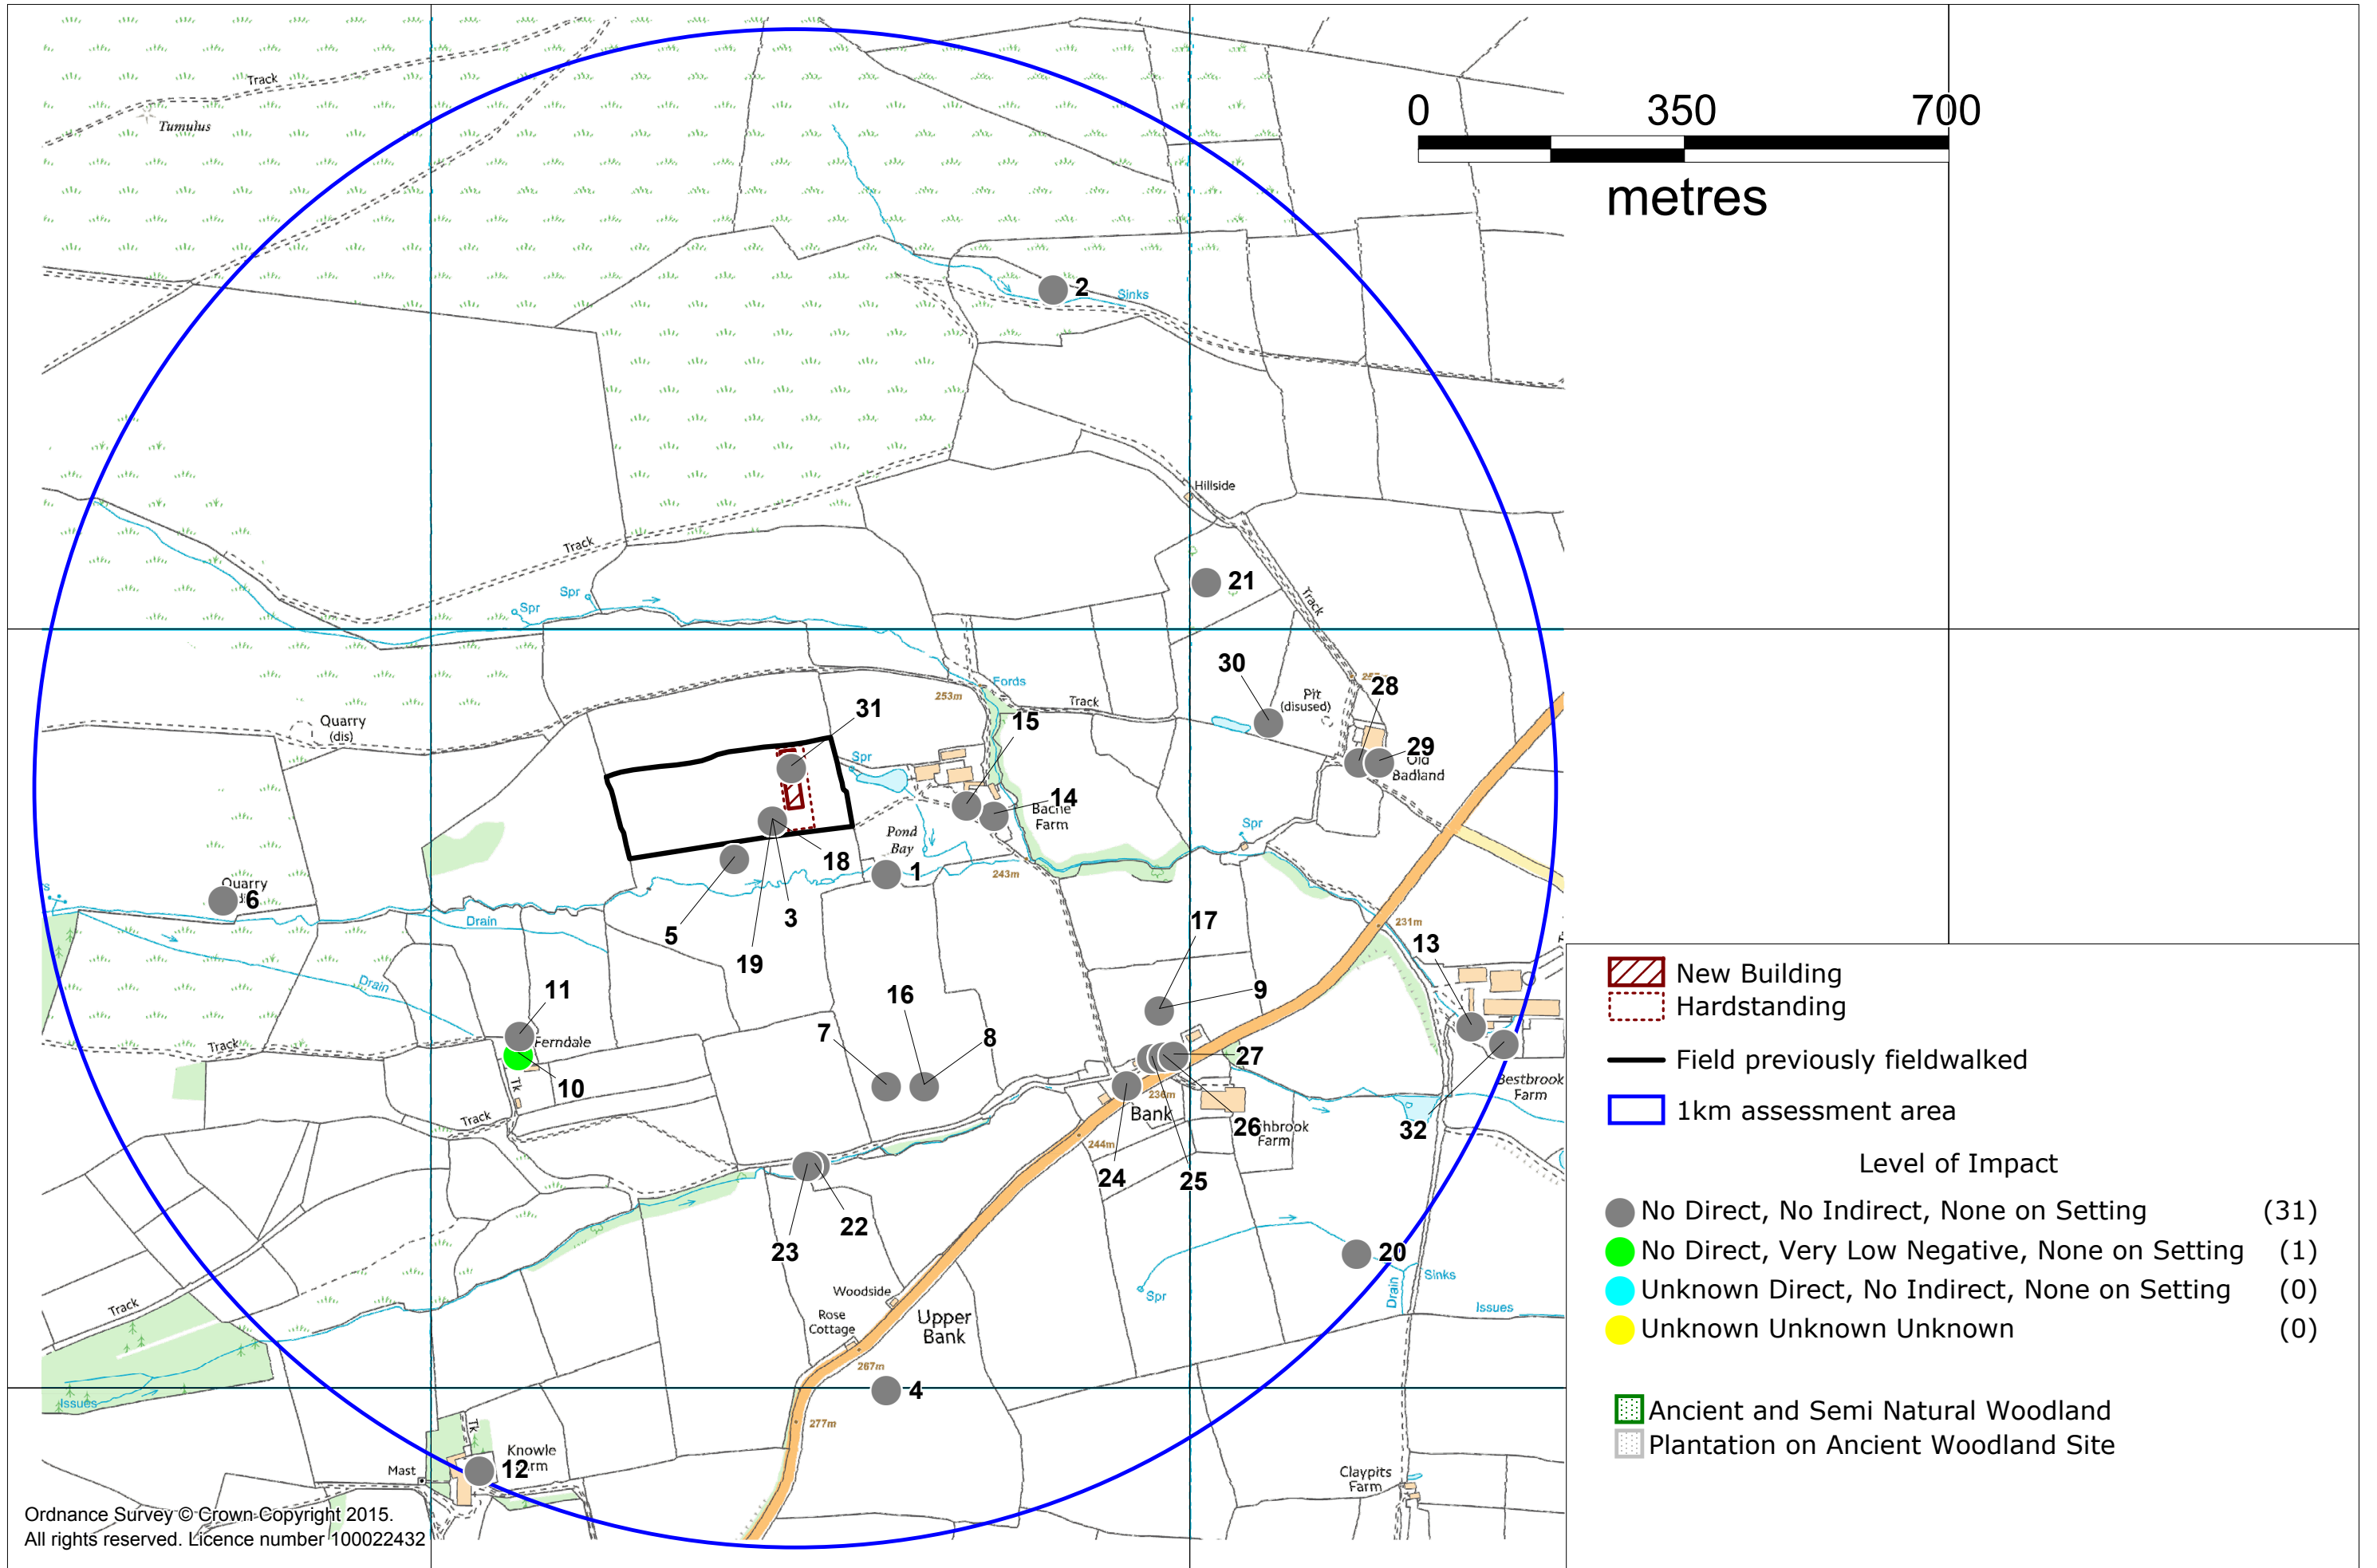 Track
Tumulus
0 350 700
metres
2
Sinks
Hillside
Track
Spr
Spr
21
Track
30
Fords
253m
Track
Pit
(disused)
28
31
15
Quarry
(dis)
Spr
29
Old
Badland
14
Bache
Farm
Pond
Bay
Spr
18
1
243m
Quarry
6
3
Drain
5
17
231m
13
19
Drain
11
16
9
Ferndale
7
8
Track
27
10
Tk
236m
Bestbrook
Farm
Bank
Track
26
Farm
32
244m
24
25
22
23
20
Sinks
Drain
Spr
Woodside
Issues
Track
Rose
Cottage
Upper
Bank
267m
4
Issues
277m
Tk
Knowle
Farm
Mast
12
Claypits
Farm
Ordnance Survey © Crown Copyright 2015.
All rights reserved. Licence number 100022432
New Building
Hardstanding
Field previously fieldwalked
1km assessment area
Level of Impact
No Direct, No Indirect, None on Setting (31)
No Direct, Very Low Negative, None on Setting (1)
Unknown Direct, No Indirect, None on Setting (0)
Unknown Unknown Unknown (0)
Ancient and Semi Natural Woodland
Plantation on Ancient Woodland Site